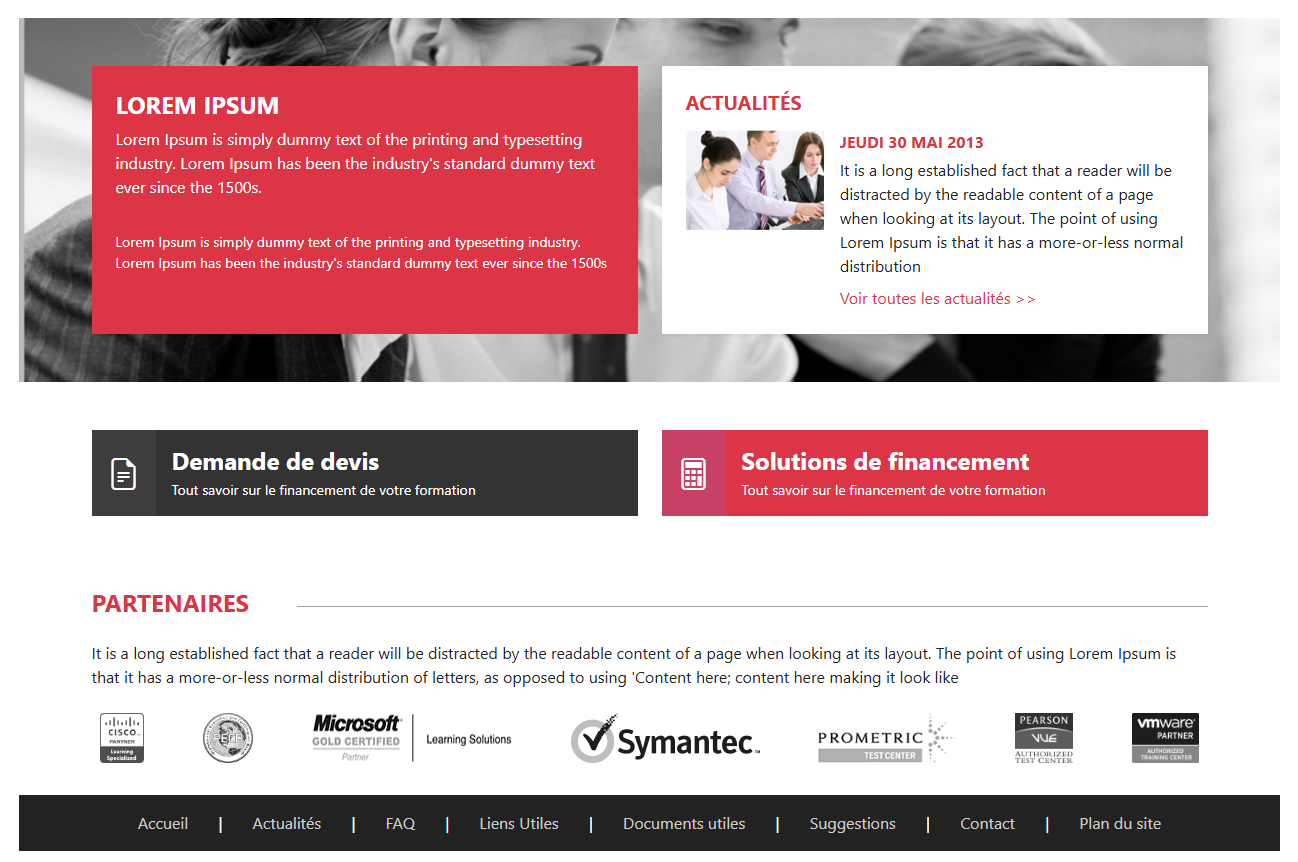 LOREM IPSUM
Lorem Ipsum is simply dummy text of the printing and typesetting
industry. Lorem Ipsum has been the industry's standard dummy text
ever since the 1500s.
Lorem Ipsum is simply dummy text of the printing and typesetting industry.
Lorem Ipsum has been the industry's standard dummy text ever since the 1500s
ACTUALITÉS
JEUDI 30 MAI 2013
It is a long established fact that a reader will be
distracted by the readable content of a page
when looking at its layout. The point of using
Lorem Ipsum is that it has a more-or-less normal
distribution
Voir toutes les actualités >>
Demande de devis
Tout savoir sur le financement de votre formation
Solutions de financement
Tout savoir sur le financement de votre formation
PARTENAIRES
It is a long established fact that a reader will be distracted by the readable content of a page when looking at its layout. The point of using Lorem Ipsum is
that it has a more-or-less normal distribution of letters, as opposed to using 'Content here; content here making it look like
CISCO
PARTNER
Learning
Specialized
PECB
Microsoft
GOLD CERTIFIED
Partner
Learning Solutions
Symantec™
PROMETRIC
TEST CENTER
PEARSON
VUE
AUTHORIZED
TEST CENTER
vmware
PARTNER
AUTHORIZED
TRAINING CENTER
Accueil | Actualités | FAQ | Liens Utiles | Documents utiles | Suggestions | Contact | Plan du site